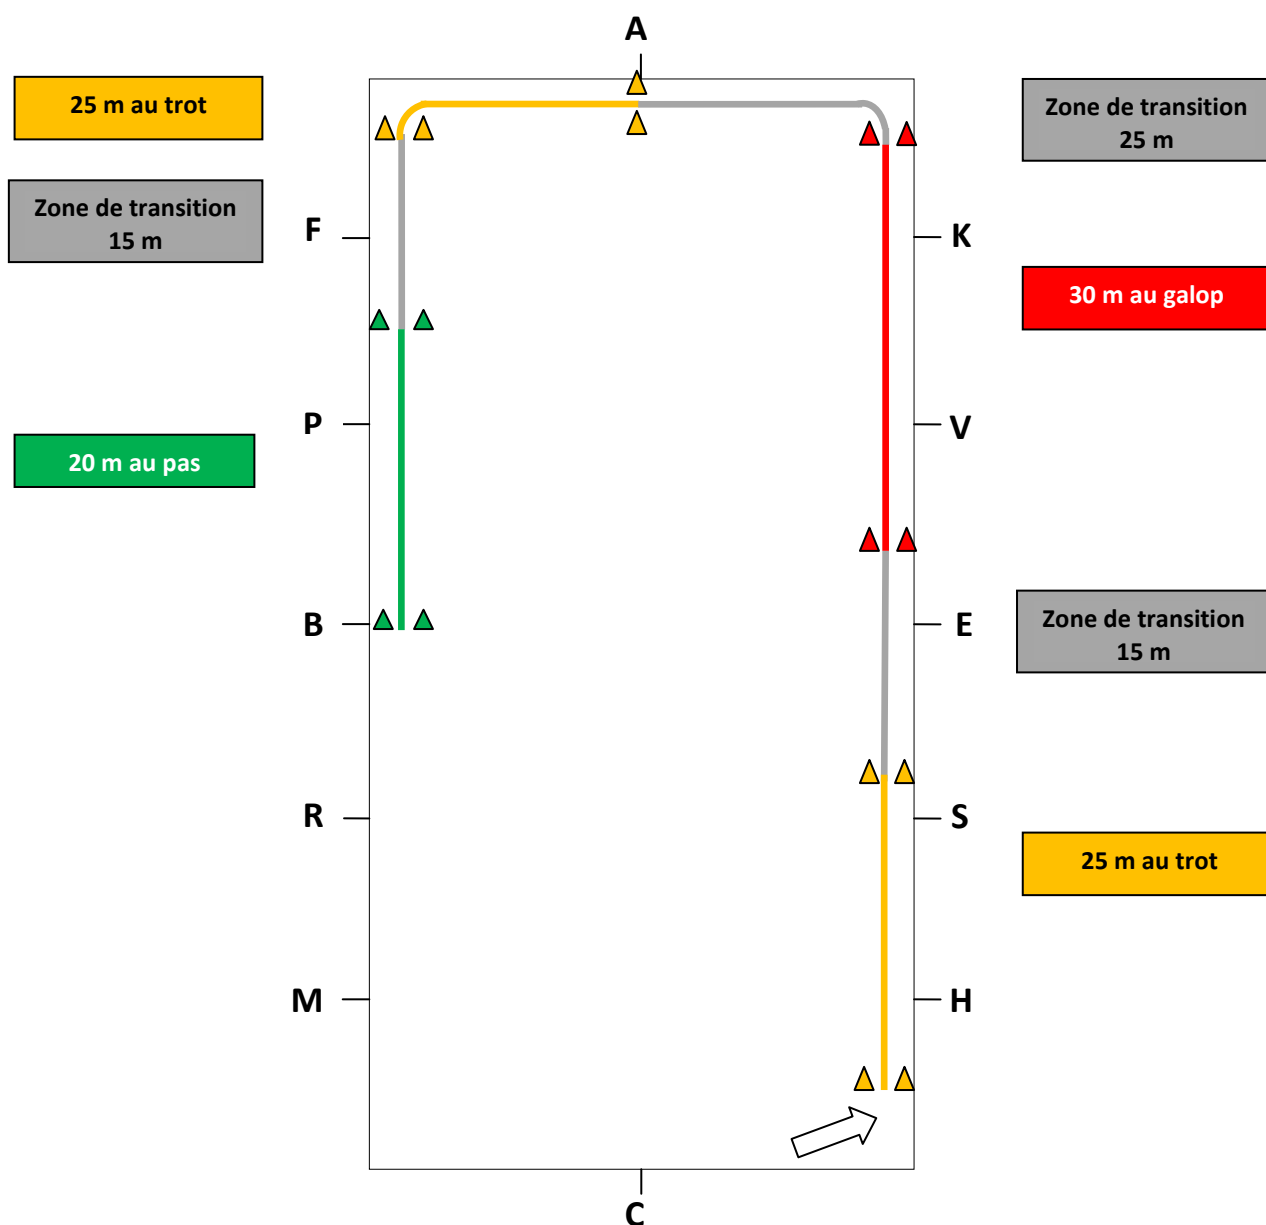 A
25 m au trot
Zone de transition
25 m
Zone de transition
15 m
F
K
30 m au galop
P
V
20 m au pas
B
E
Zone de transition
15 m
R
S
25 m au trot
M
H
C